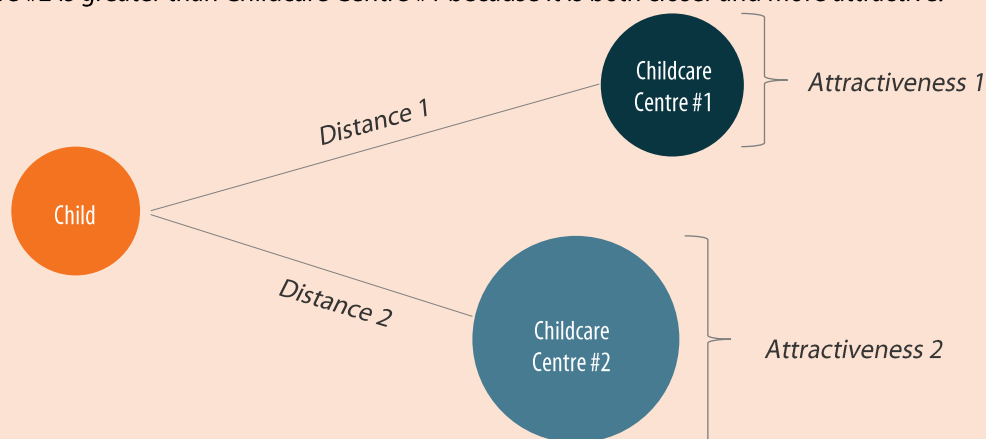 #2 is greater than Childcare Centre #1 because it is both closer and more attractive.
Childcare
Centre #1
Attractiveness 1
Distance 1
Child
Distance 2
Childcare
Centre #2
Attractiveness 2